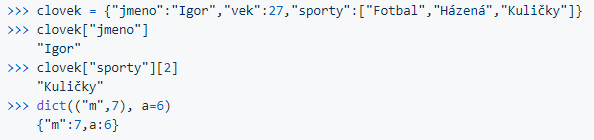 >>> clovek = {"jmeno":"Igor","vek":27,"sporty":["Fotbal","Házená","Kuličky"]}
>>> clovek["jmeno"]
"Igor"
>>> clovek["sporty"][2]
"Kuličky"
>>> dict(("m",7), a=6)
{"m":7,a:6}